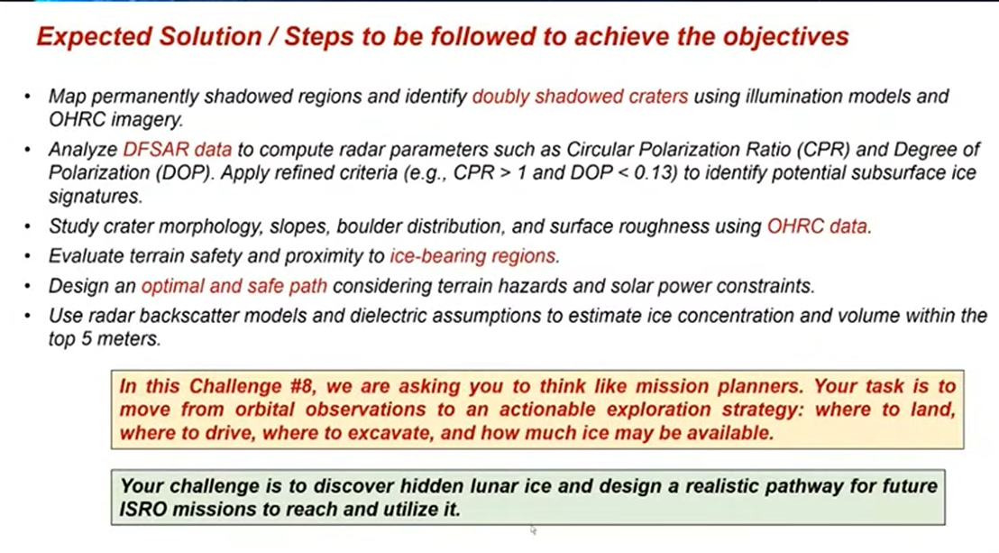 Expected Solution / Steps to be followed to achieve the objectives
• Map permanently shadowed regions and identify doubly shadowed craters using illumination models and
OHRC imagery.
• Analyze DFSAR data to compute radar parameters such as Circular Polarization Ratio (CPR) and Degree of
Polarization (DOP). Apply refined criteria (e.g., CPR > 1 and DOP < 0.13) to identify potential subsurface ice
signatures.
• Study crater morphology, slopes, boulder distribution, and surface roughness using OHRC data.
• Evaluate terrain safety and proximity to ice-bearing regions.
• Design an optimal and safe path considering terrain hazards and solar power constraints.
• Use radar backscatter models and dielectric assumptions to estimate ice concentration and volume within the
top 5 meters.
In this Challenge #8, we are asking you to think like mission planners. Your task is to
move from orbital observations to an actionable exploration strategy: where to land,
where to drive, where to excavate, and how much ice may be available.
Your challenge is to discover hidden lunar ice and design a realistic pathway for future
ISRO missions to reach and utilize it.